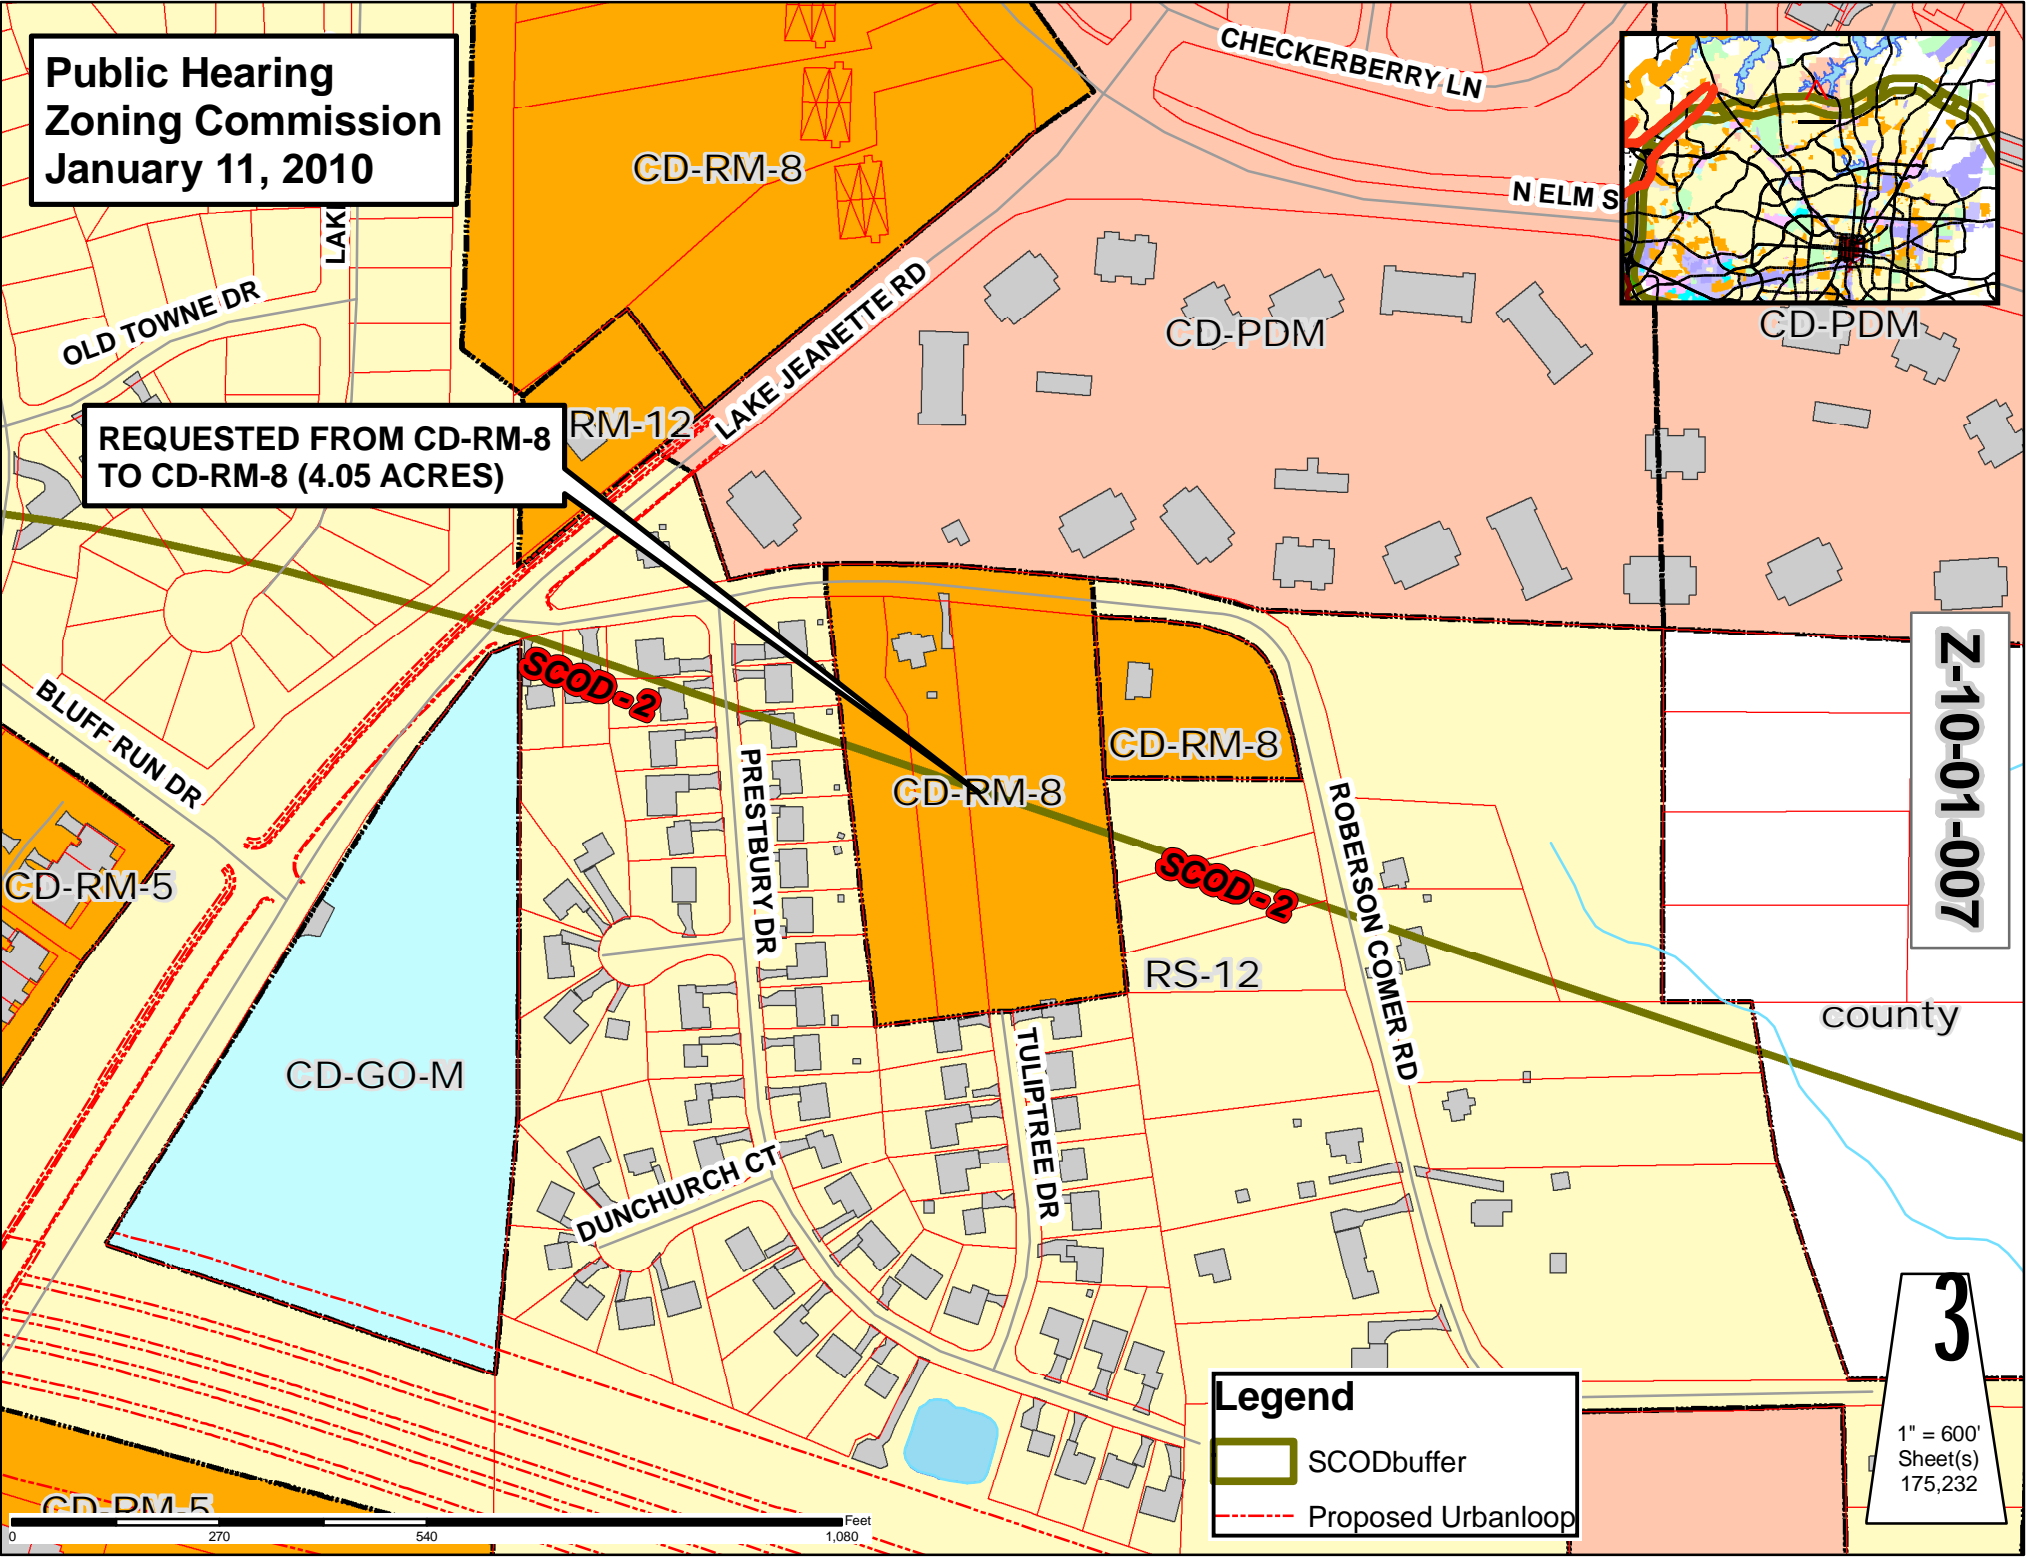 Public Hearing
Zoning Commission
January 11, 2010
CHECKERBERRY LN
CD-RM-8
N ELM S
LAKE
OLD TOWNE DR
LAKE JEANETTE RD
CD-PDM
CD-PDM
RM-12
REQUESTED FROM CD-RM-8
TO CD-RM-8 (4.05 ACRES)
SCOD - 2
BLUFF RUN DR
CD-RM-8
CD-RM-8
PRESTBURY DR
ROBERSON COMER RD
Z-10-01-007
CD-RM-5
SCOD - 2
RS-12
county
CD-GO-M
TULIPTREE DR
DUNCHURCH CT
3
1" = 600'
Sheet(s)
175,232
Legend
SCODbuffer
Proposed Urbanloop
CD-RM-5
Feet
0 270 540 1,080